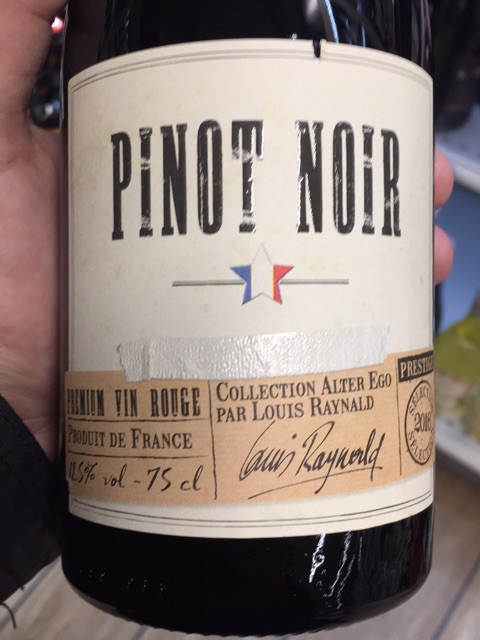 PINOT NOIR
PREMIUM VIN ROUGE
PRODUIT DE FRANCE
12.5% vol - 75 cl
COLLECTION ALTER EGO
PAR LOUIS RAYNALD
Louis Raynald
PRESTIGE
2016